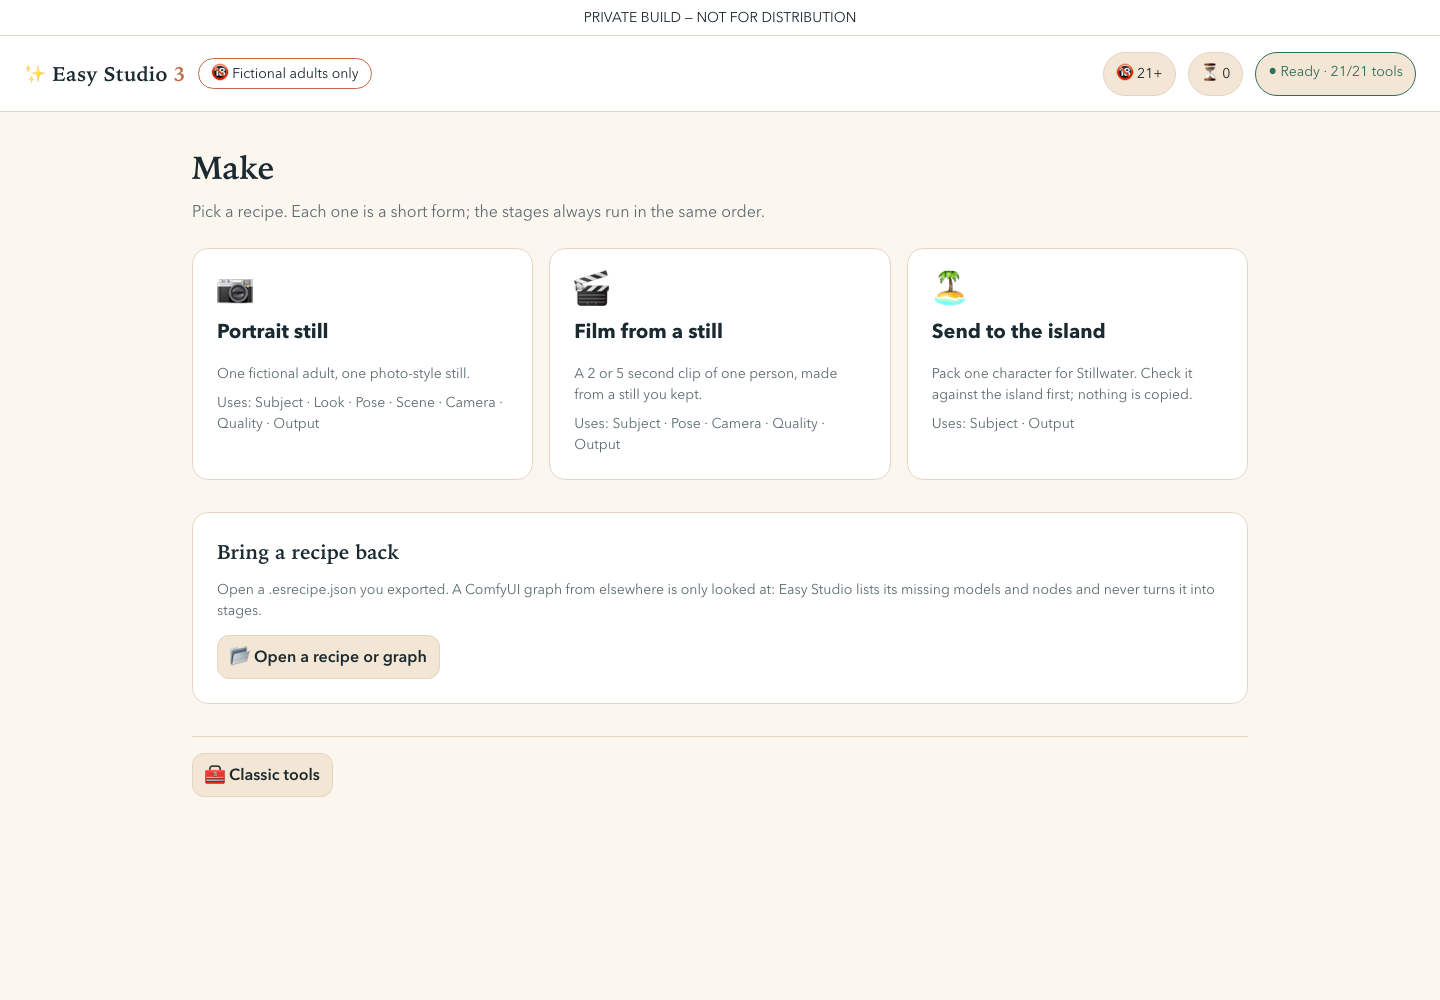 PRIVATE BUILD – NOT FOR DISTRIBUTION
✨ Easy Studio 3
🔞 Fictional adults only
🔞 21+
⏳ 0
● Ready · 21/21 tools
Make
Pick a recipe. Each one is a short form; the stages always run in the same order.
Portrait still
One fictional adult, one photo-style still.
Uses: Subject · Look · Pose · Scene · Camera ·
Quality · Output
Film from a still
A 2 or 5 second clip of one person, made
from a still you kept.
Uses: Subject · Pose · Camera · Quality ·
Output
Send to the island
Pack one character for Stillwater. Check it
against the island first; nothing is copied.
Uses: Subject · Output
Bring a recipe back
Open a .esrecipe.json you exported. A ComfyUI graph from elsewhere is only looked at: Easy Studio lists its missing models and nodes and never turns it into
stages.
Open a recipe or graph
Classic tools